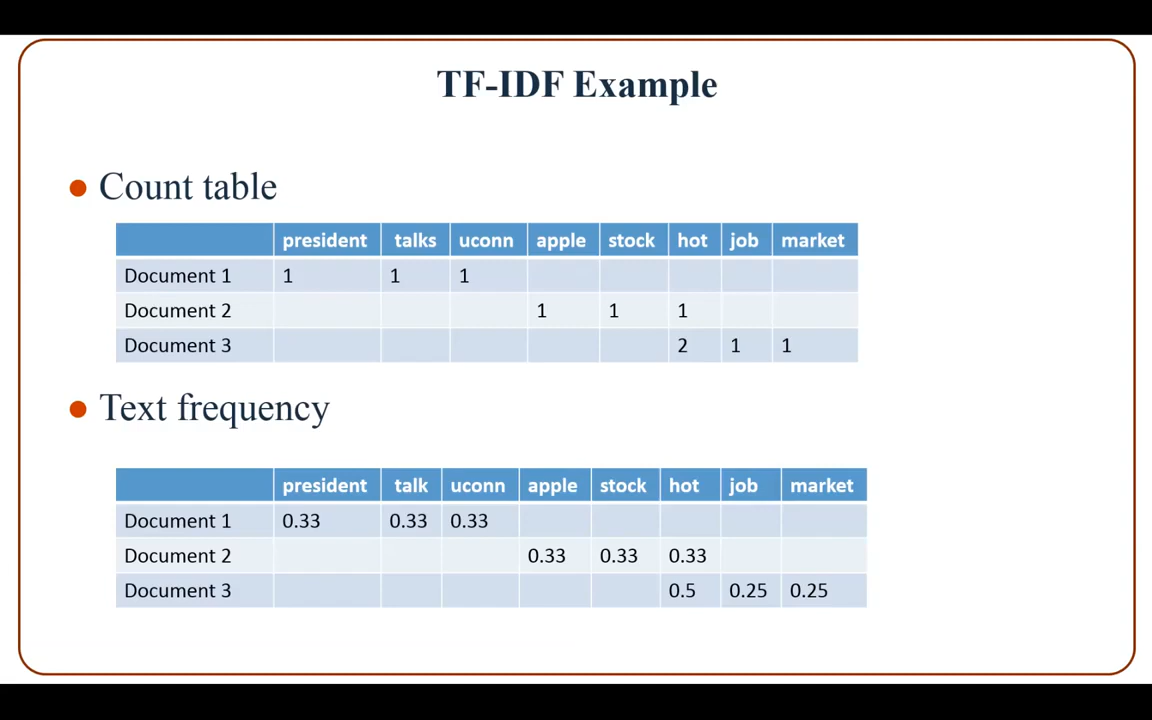 TF-IDF Example
● Count table
president talks uconn apple stock hot job market
Document 1 1 1 1
Document 2 1 1 1
Document 3 2 1 1
● Text frequency
president talk uconn apple stock hot job market
Document 1 0.33 0.33 0.33
Document 2 0.33 0.33 0.33
Document 3 0.5 0.25 0.25